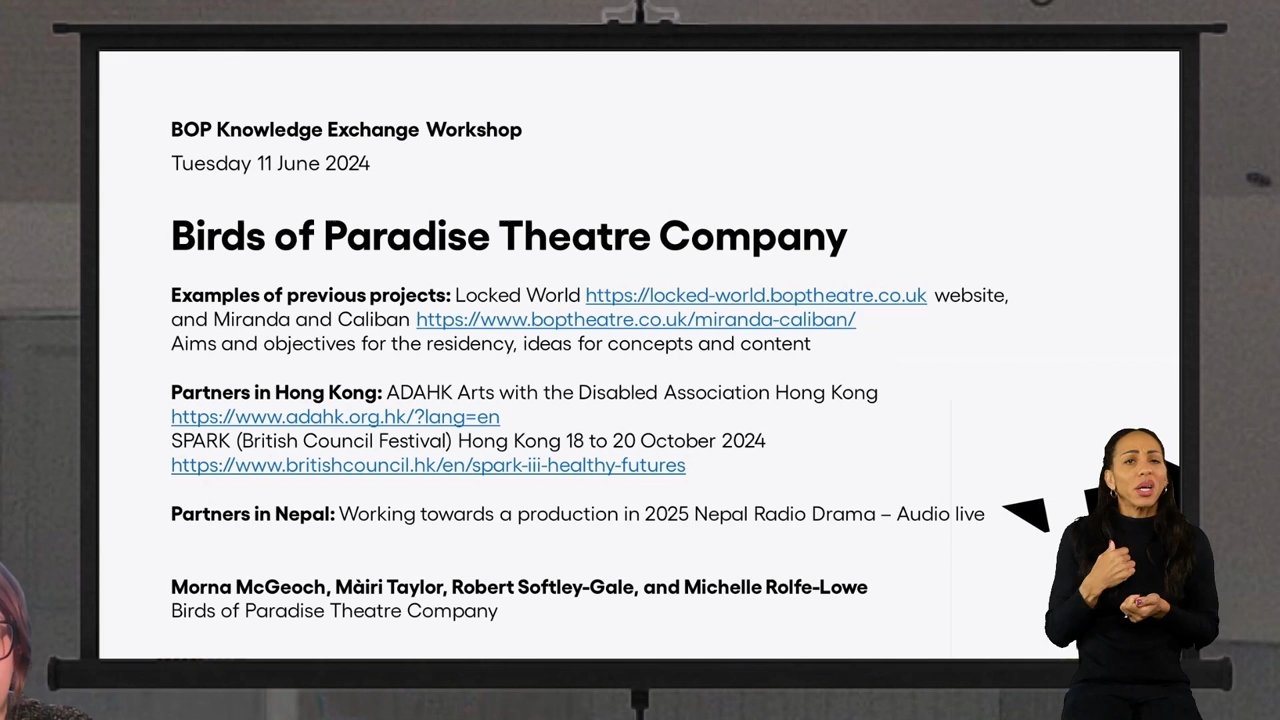 BOP Knowledge Exchange Workshop
Tuesday 11 June 2024
Birds of Paradise Theatre Company
Examples of previous projects: Locked World https://locked-world.boptheatre.co.uk website,
and Miranda and Caliban https://www.boptheatre.co.uk/miranda-caliban/
Aims and objectives for the residency, ideas for concepts and content
Partners in Hong Kong: ADAHK Arts with the Disabled Association Hong Kong
https://www.adahk.org.hk/?lang=en
SPARK (British Council Festival) Hong Kong 18 to 20 October 2024
https://www.britishcouncil.hk/en/spark-iii-healthy-futures
Partners in Nepal: Working towards a production in 2025 Nepal Radio Drama – Audio live
Morna McGeoch, Màiri Taylor, Robert Softley-Gale, and Michelle Rolfe-Lowe
Birds of Paradise Theatre Company